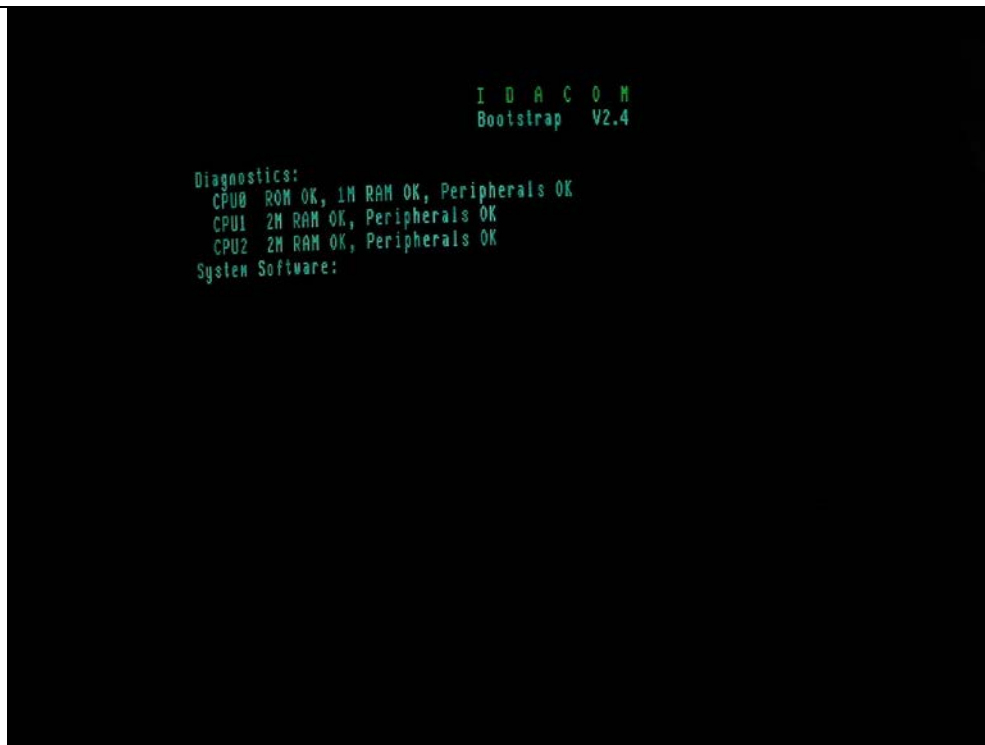 I D A C O M
Bootstrap V2.4
Diagnostics:
CPU0 ROM OK, 1M RAM OK, Peripherals OK
CPU1 2M RAM OK, Peripherals OK
CPU2 2M RAM OK, Peripherals OK
System Software: